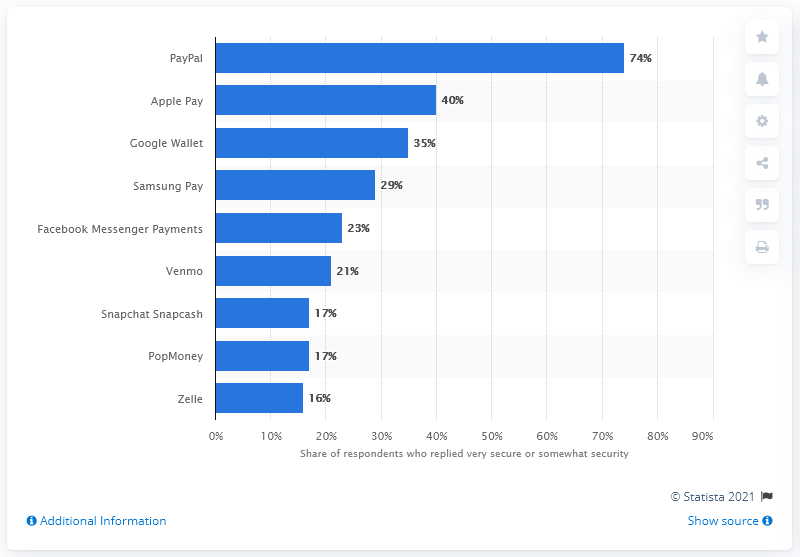 PayPal 74%
Apple Pay 40%
Google Wallet 35%
Samsung Pay 29%
Facebook Messenger Payments 23%
Venmo 21%
Snapchat Snapcash 17%
PopMoney 17%
Zelle 16%
0% 10% 20% 30% 40% 50% 60% 70% 80% 90%
Share of respondents who replied very secure or somewhat security
© Statista 2021
Additional Information Show source